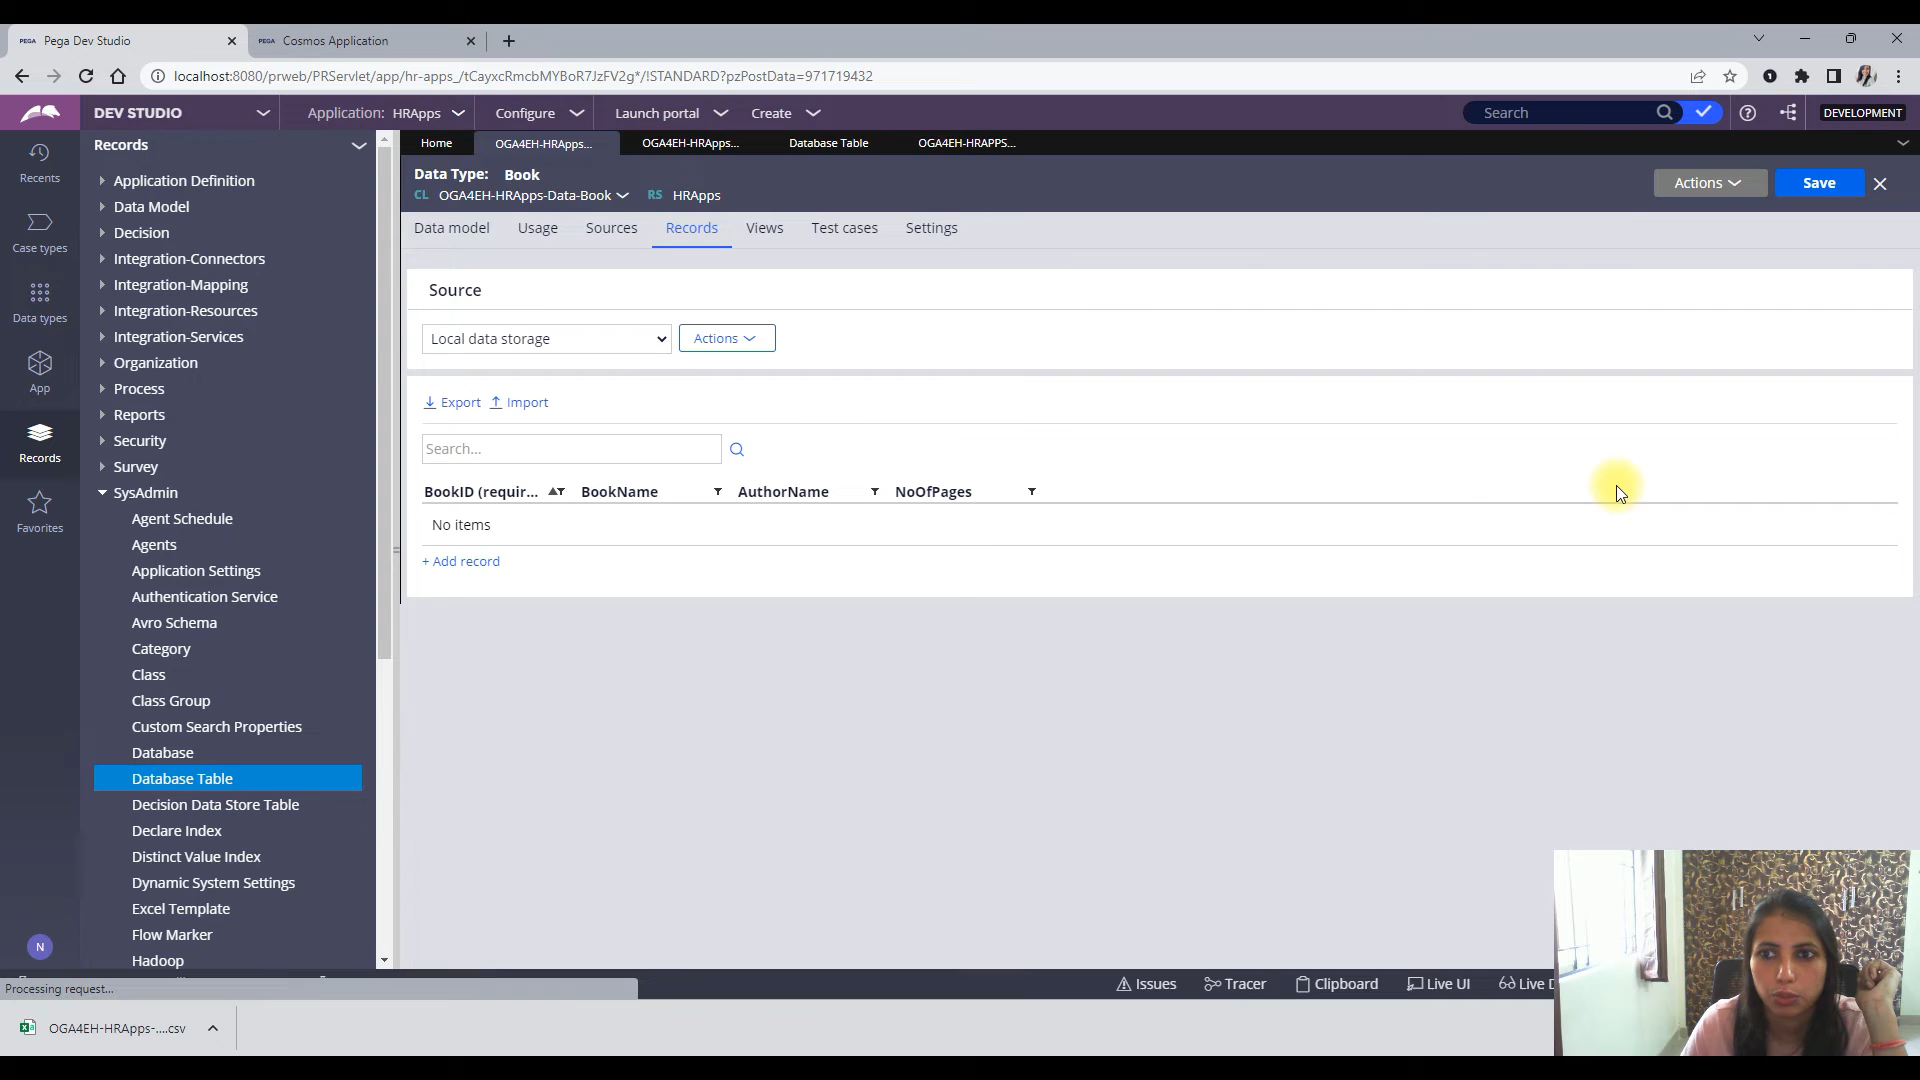 PEGA Pega Dev Studio
PEGA Cosmos Application
localhost:8080/prweb/PRServlet/app/hr-apps_/tCayxcRmcbMYBoR7JzFV2g*/!STANDARD?pzPostData=971719432
DEV STUDIO
Application: HRApps
Configure
Launch portal
Create
Search
DEVELOPMENT
Recents
Case types
Data types
App
Records
Favorites
N
Records
Application Definition
Data Model
Decision
Integration-Connectors
Integration-Mapping
Integration-Resources
Integration-Services
Organization
Process
Reports
Security
Survey
SysAdmin
Agent Schedule
Agents
Application Settings
Authentication Service
Avro Schema
Category
Class
Class Group
Custom Search Properties
Database
Database Table
Decision Data Store Table
Declare Index
Distinct Value Index
Dynamic System Settings
Excel Template
Flow Marker
Hadoop
Home
OGA4EH-HRApps...
OGA4EH-HRApps...
Database Table
OGA4EH-HRAPPS...
Data Type: Book
CL OGA4EH-HRApps-Data-Book RS HRApps
Actions
Save
Data model
Usage
Sources
Records
Views
Test cases
Settings
Source
Local data storage
Actions
Export
Import
Search...
BookID (requir...
BookName
AuthorName
NoOfPages
No items
+ Add record
Issues
Tracer
Clipboard
Live UI
Live D
Processing request...
OGA4EH-HRApps-....csv